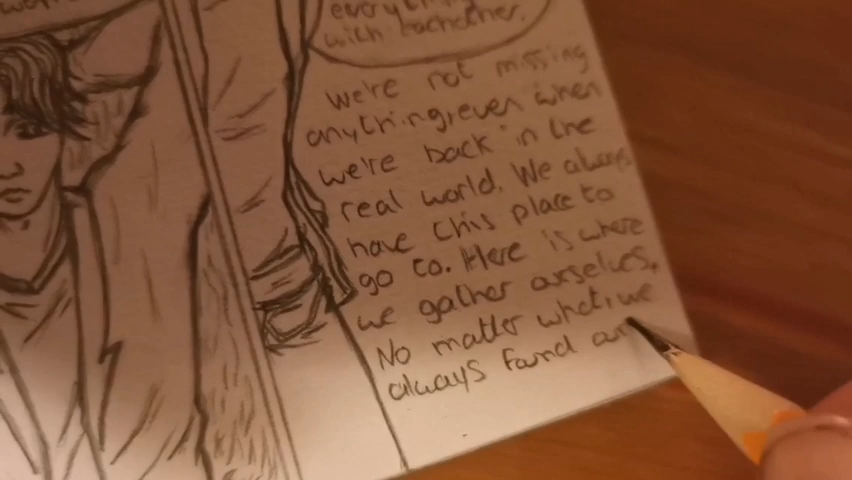 everything
with eachother.
we're not missing
anything, even when
we're back in the
real world. We always
have this place to
go to. Here is where
we gather ourselves.
No matter what, we
always found